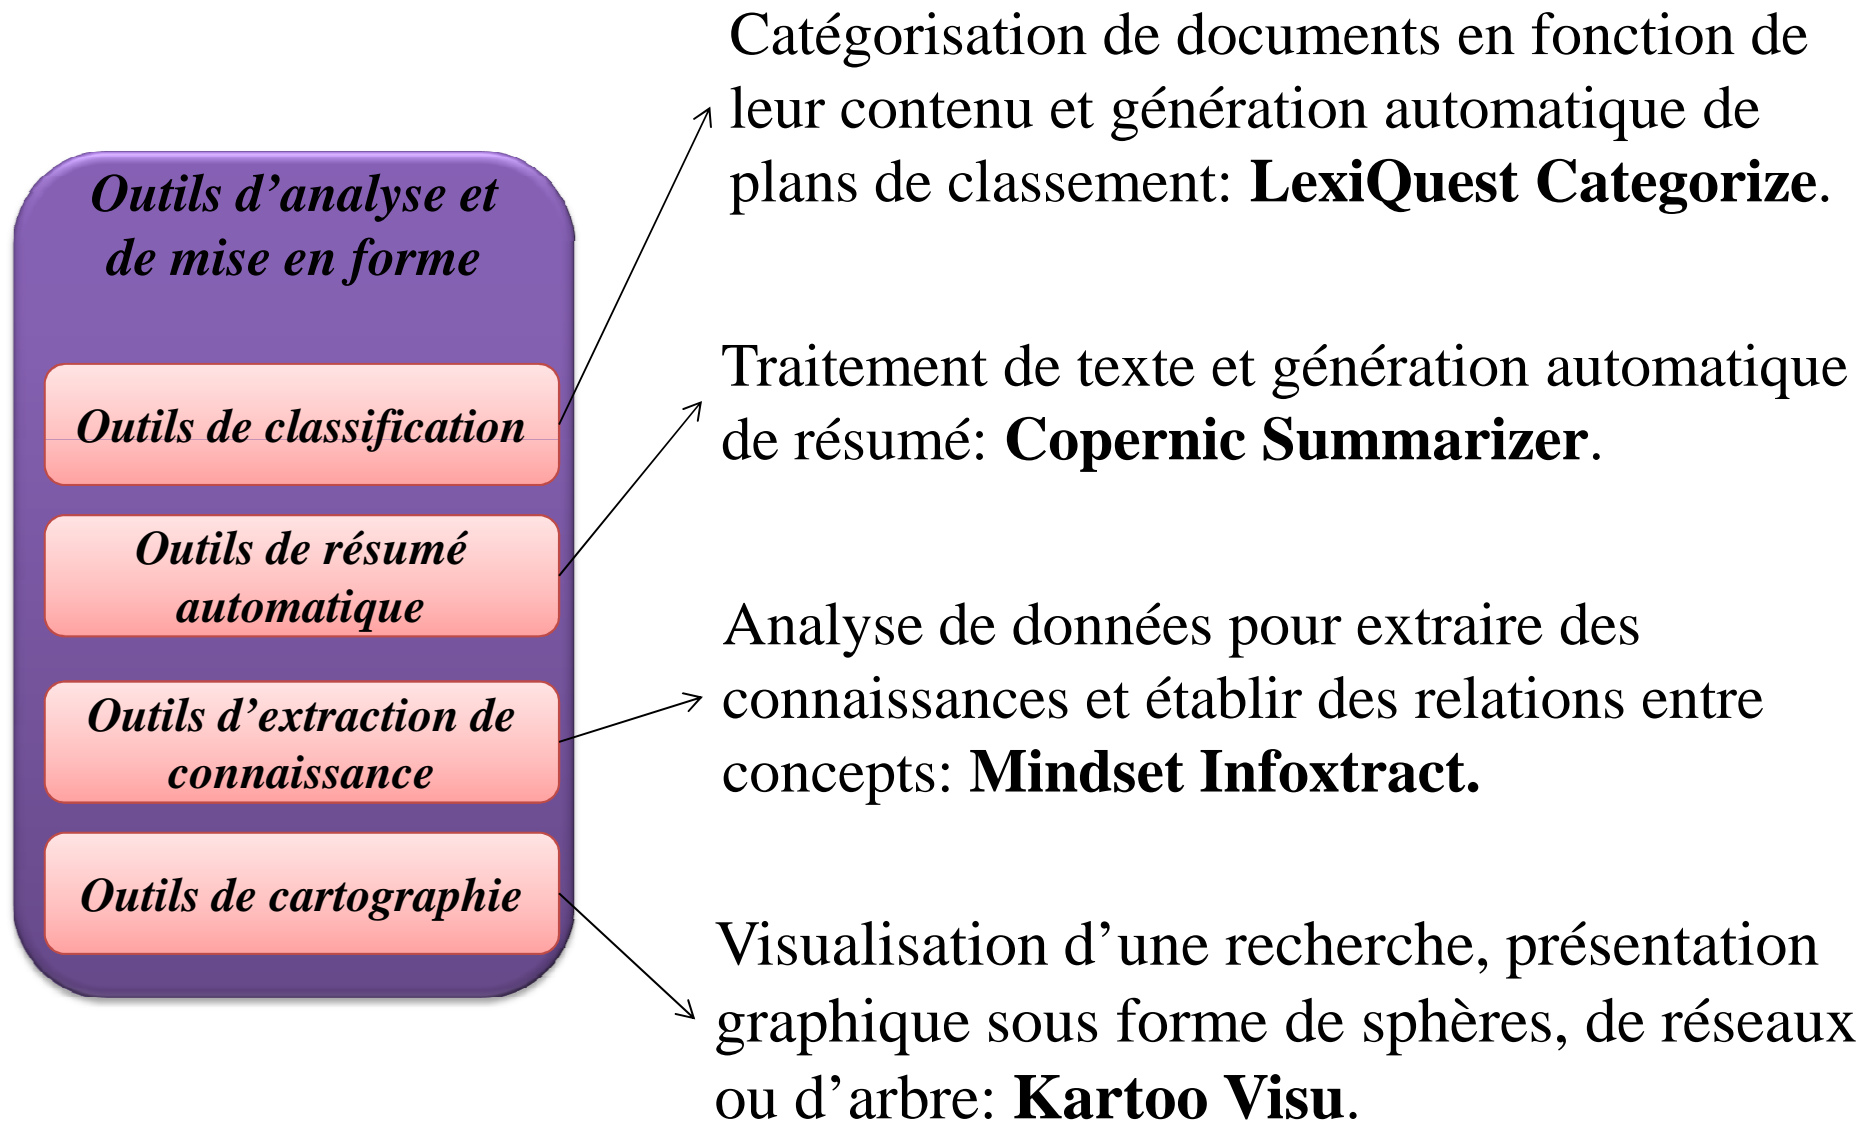 Outils d’analyse et
de mise en forme
Outils de classification
Outils de résumé
automatique
Outils d’extraction de
connaissance
Outils de cartographie
Catégorisation de documents en fonction de
leur contenu et génération automatique de
plans de classement: LexiQuest Categorize.
Traitement de texte et génération automatique
de résumé: Copernic Summarizer.
Analyse de données pour extraire des
connaissances et établir des relations entre
concepts: Mindset Infoxtract.
Visualisation d’une recherche, présentation
graphique sous forme de sphères, de réseaux
ou d’arbre: Kartoo Visu.